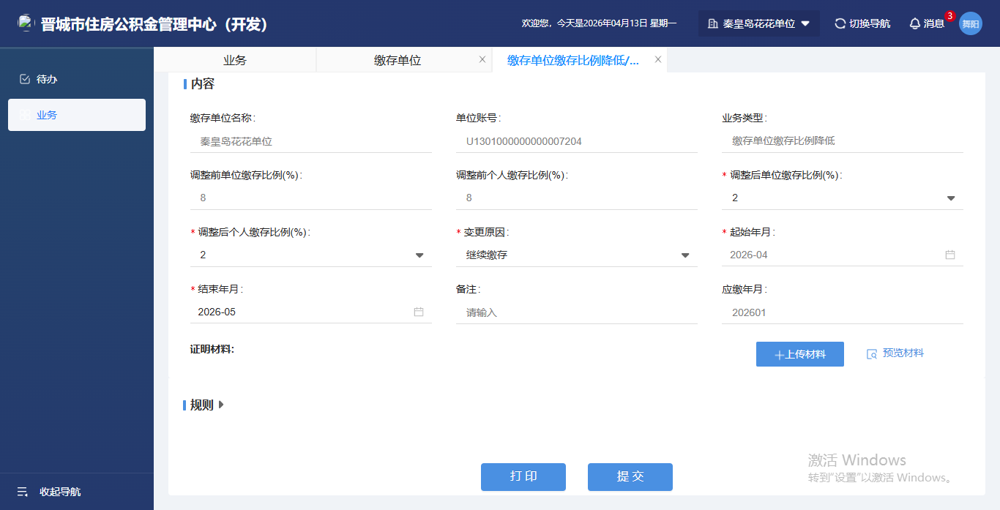 晋城市住房公积金管理中心（开发）
欢迎您，今天是2026年04月13日 星期一
秦皇岛花花单位
切换导航
消息
3
舞阳
待办
业务
收起导航
业务
缴存单位
缴存单位缴存比例降低/...
内容
缴存单位名称:
秦皇岛花花单位
单位账号:
U1301000000000007204
业务类型:
缴存单位缴存比例降低
调整前单位缴存比例(%):
8
调整前个人缴存比例(%):
8
* 调整后单位缴存比例(%):
2
* 调整后个人缴存比例(%):
2
* 变更原因:
继续缴存
* 起始年月:
2026-04
* 结束年月:
2026-05
备注:
请输入
应缴年月:
202601
证明材料:
上传材料
预览材料
规则
打 印
提 交
激活 Windows
转到"设置"以激活 Windows。